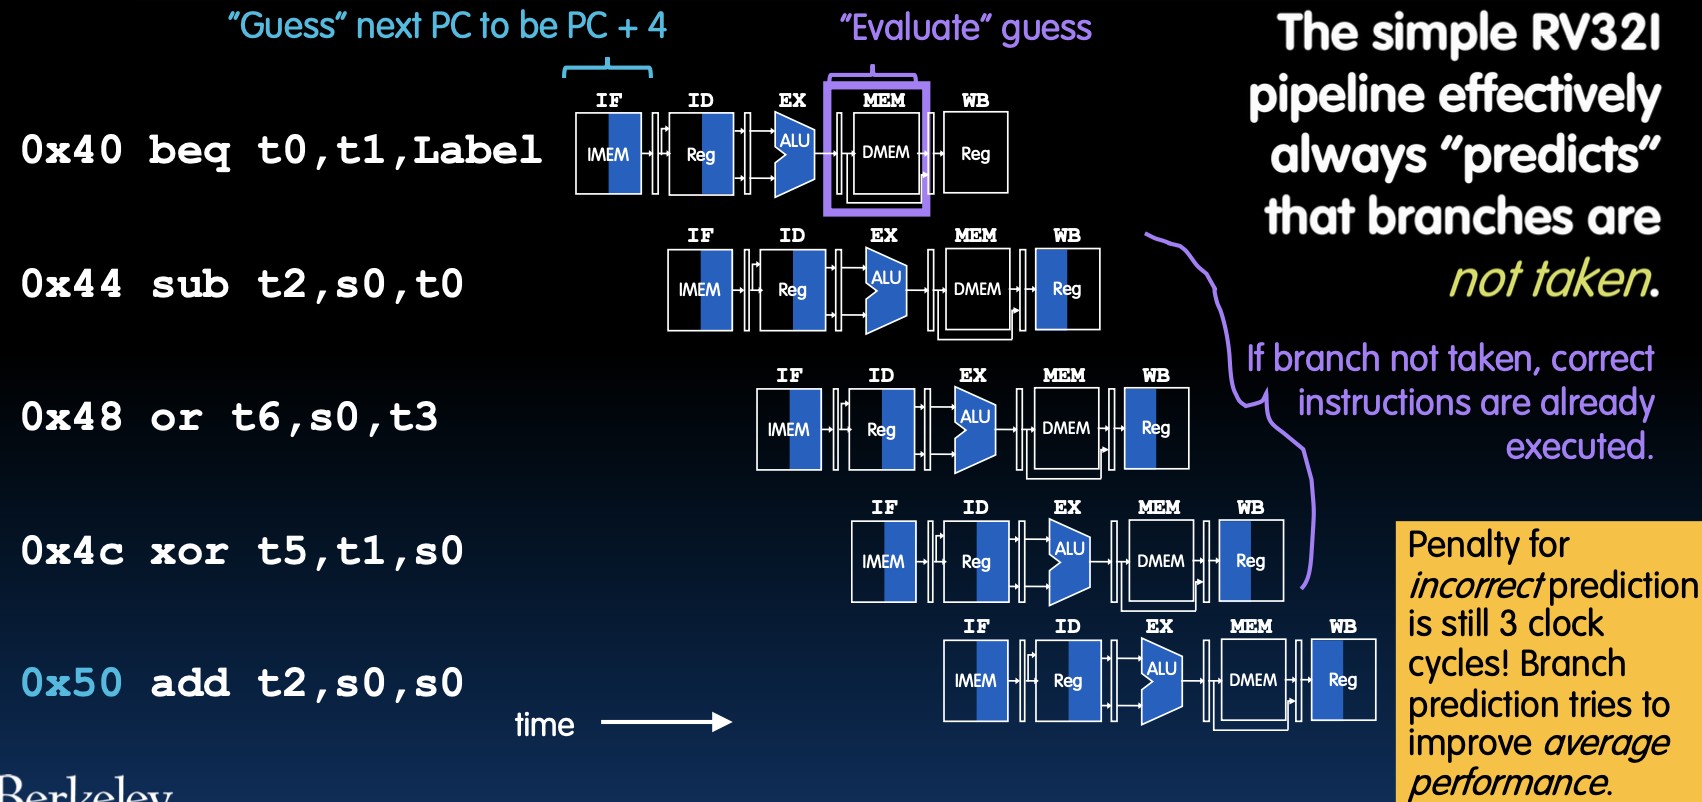 "Guess" next PC to be PC + 4
"Evaluate" guess
The simple RV32I
pipeline effectively
always "predicts"
that branches are
not taken.
IF ID EX MEM WB
0x40 beq t0,t1,Label
IMEM Reg ALU DMEM Reg
IF ID EX MEM WB
0x44 sub t2,s0,t0
IMEM Reg ALU DMEM Reg
If branch not taken, correct
instructions are already
executed.
IF ID EX MEM WB
0x48 or t6,s0,t3
IMEM Reg ALU DMEM Reg
IF ID EX MEM WB
0x4c xor t5,t1,s0
IMEM Reg ALU DMEM Reg
IF ID EX MEM WB
0x50 add t2,s0,s0
IMEM Reg ALU DMEM Reg
time
Penalty for
incorrect prediction
is still 3 clock
cycles! Branch
prediction tries to
improve average
performance.
Berkeley